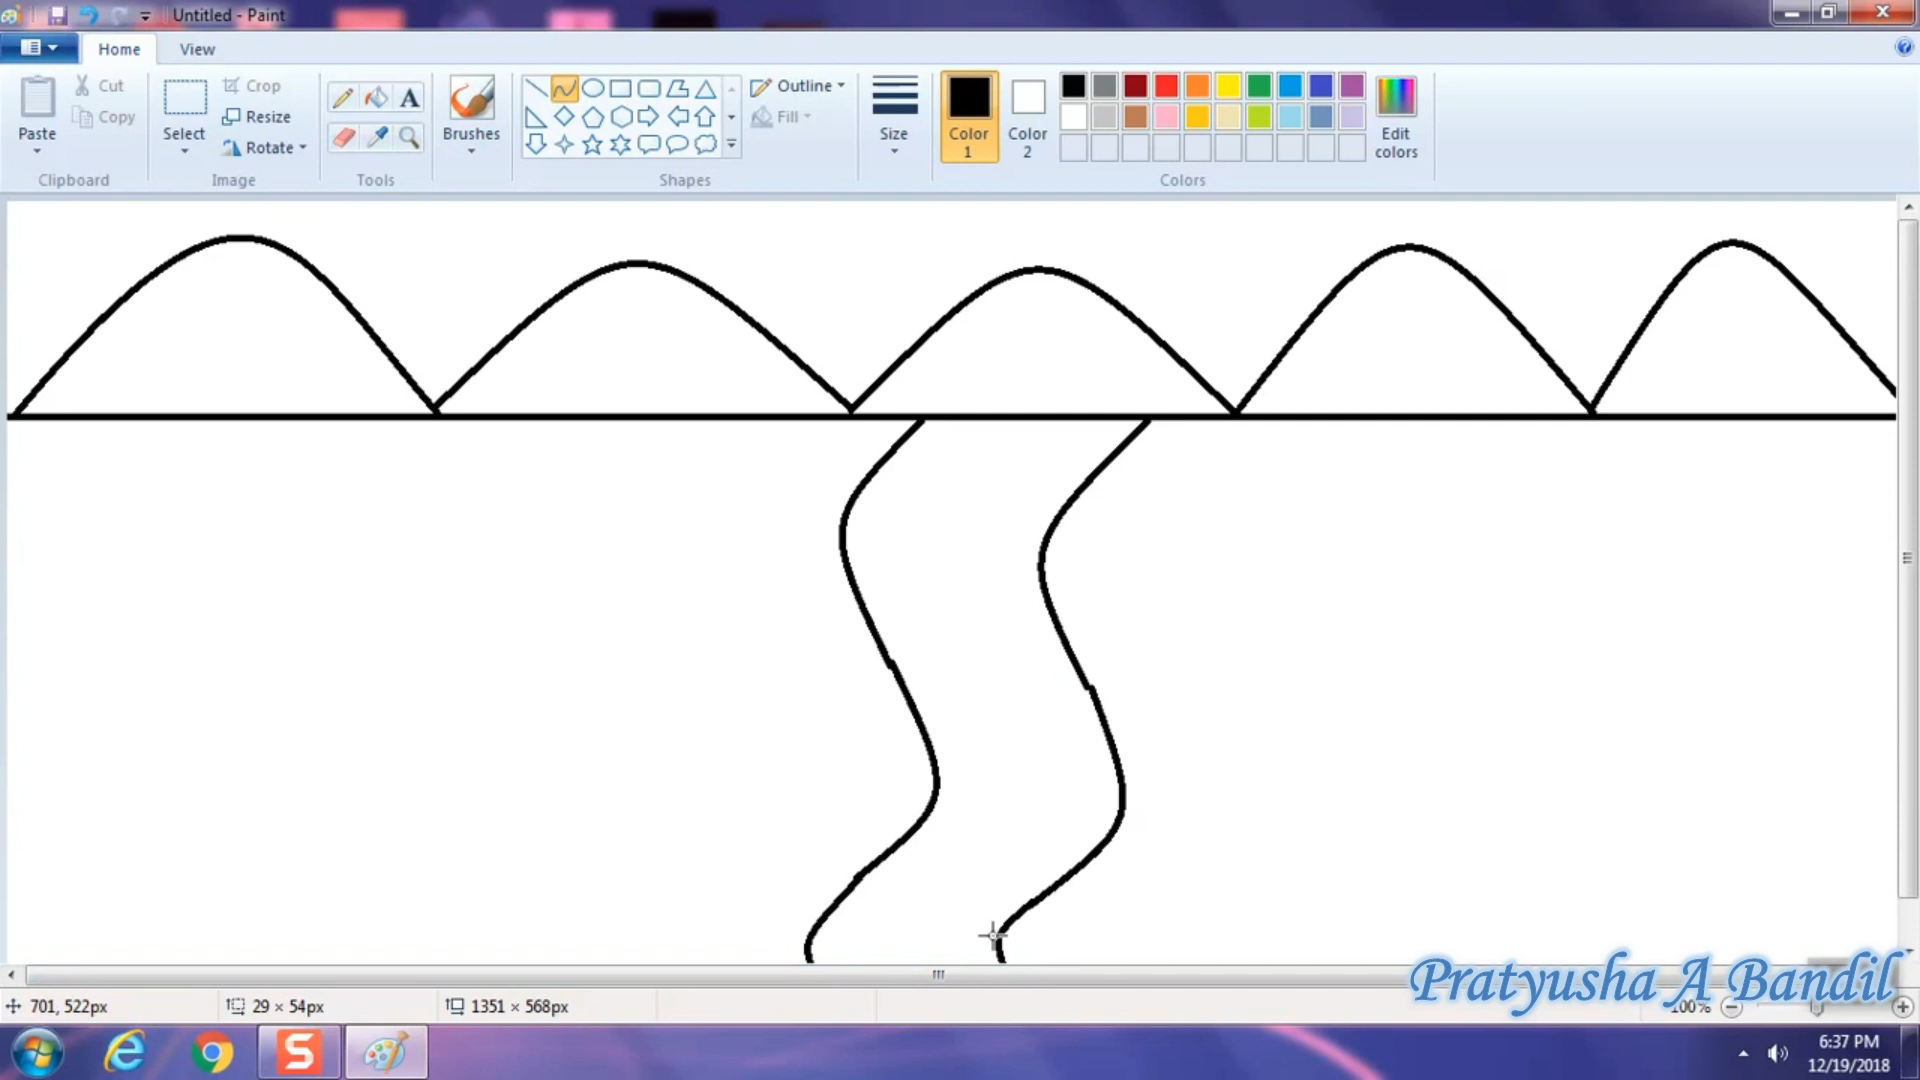 Untitled - Paint
Home View
Paste
Cut
Copy
Clipboard
Select
Crop
Resize
Rotate
Image
A
Tools
Brushes
Shapes
Outline
Fill
Size
Color 1
Color 2
Edit colors
Colors
701, 522px 29 × 54px 1351 × 568px 100%
Pratyusha A Bandil
6:37 PM
12/19/2018